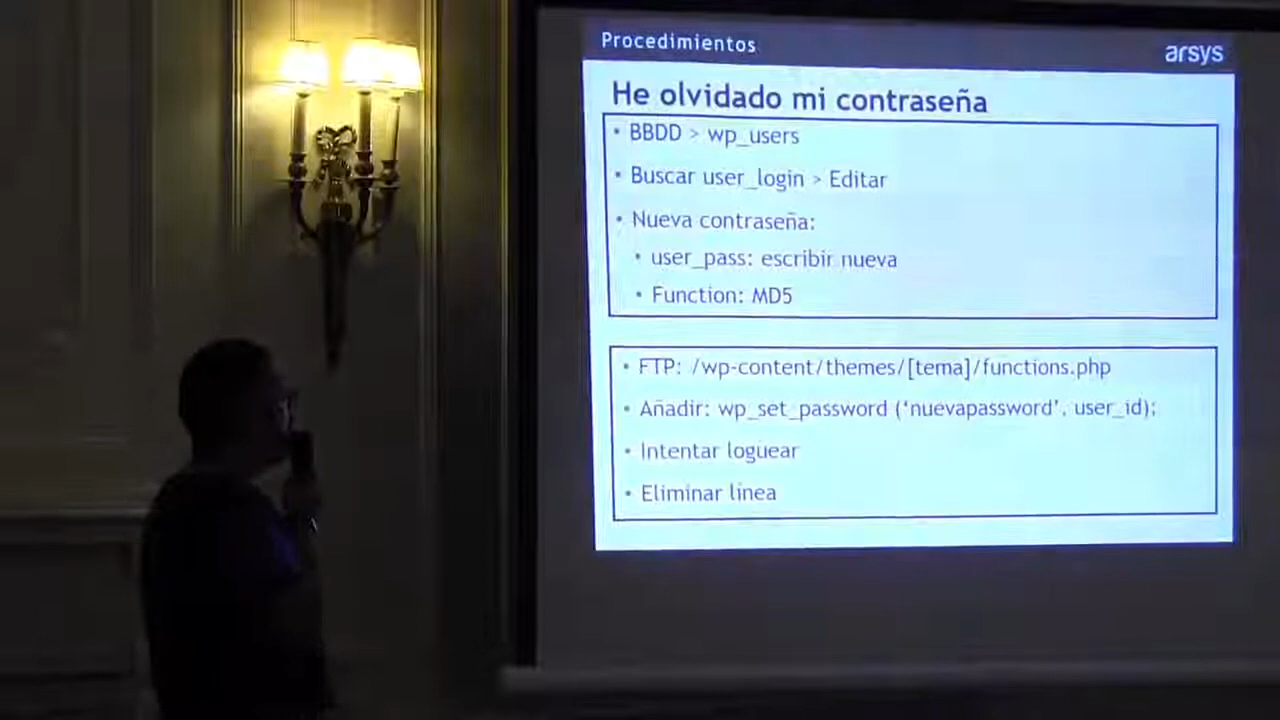 Procedimientos
arsys
He olvidado mi contraseña
• BBDD > wp_users
• Buscar user_login > Editar
• Nueva contraseña:
• user_pass: escribir nueva
• Function: MD5
• FTP: /wp-content/themes/[tema]/functions.php
• Añadir: wp_set_password (‘nuevapassword’, user_id);
• Intentar loguear
• Eliminar línea